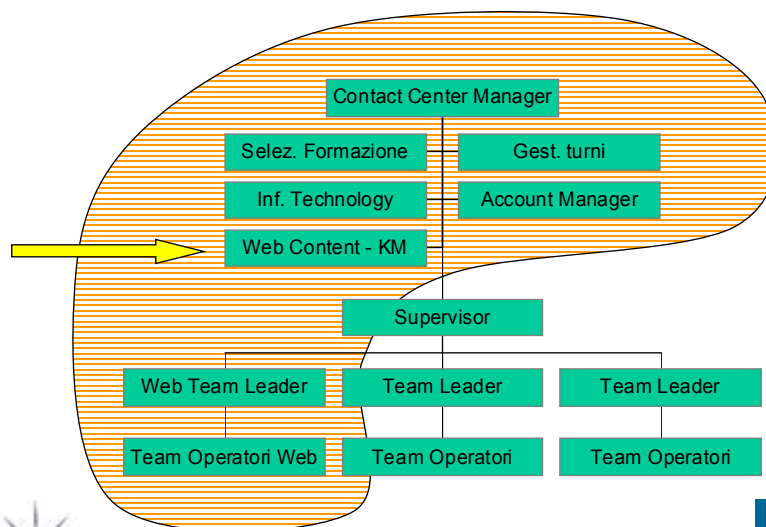 Contact Center Manager
Selez. Formazione
Gest. turni
Inf. Technology
Account Manager
Web Content - KM
Supervisor
Web Team Leader
Team Leader
Team Leader
Team Operatori Web
Team Operatori
Team Operatori